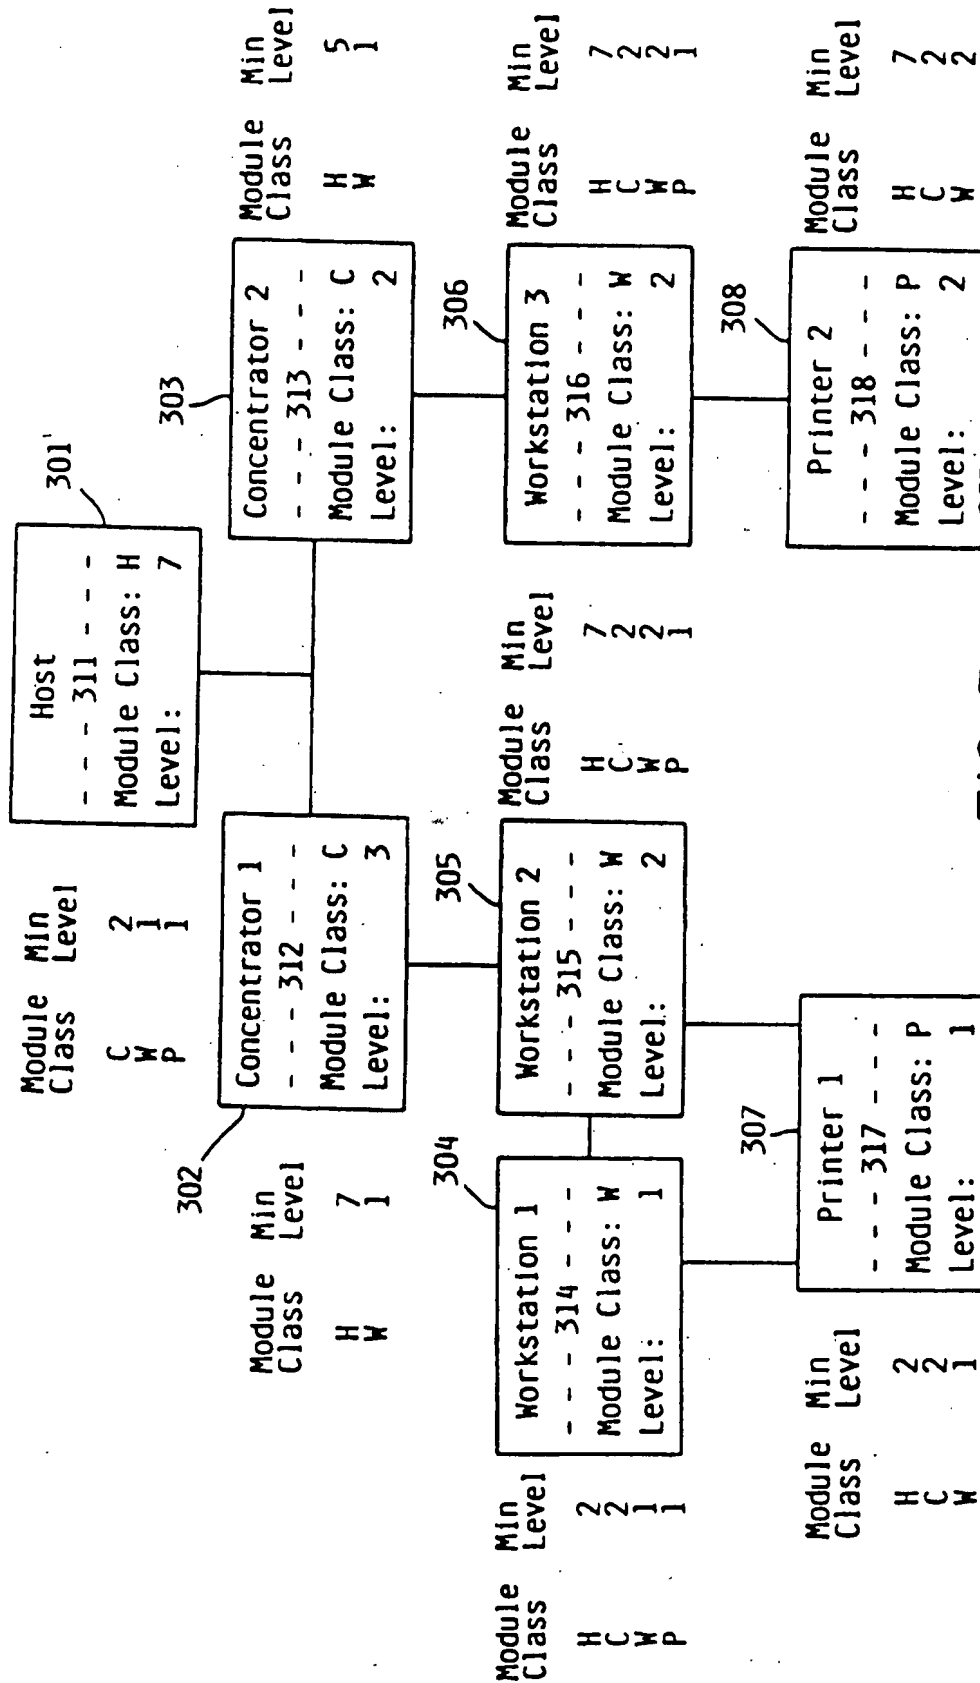 301'
Host
- - - 311 - - -
Module Class: H
Level: 7
Module Class Min Level
C 2
W 1
P 1
302
Concentrator 1
- - - 312 - - -
Module Class: C
Level: 3
Module Class Min Level
H 7
W 1
303
Concentrator 2
- - - 313 - - -
Module Class: C
Level: 2
Module Class Min Level
H 5
W 1
304
Workstation 1
- - - 314 - - -
Module Class: W
Level: 1
Module Class Min Level
H 2
C 2
W 1
P 1
305
Workstation 2
- - - 315 - - -
Module Class: W
Level: 2
Module Class Min Level
H 7
C 2
W 2
P 1
306
Workstation 3
- - - 316 - - -
Module Class: W
Level: 2
Module Class Min Level
H 7
C 2
W 2
P 1
307
Printer 1
- - - 317 - - -
Module Class: P
Level: 1
Module Class Min Level
H 2
C 2
W 1
308
Printer 2
- - - 318 - - -
Module Class: P
Level: 2
Module Class Min Level
H 7
C 2
W 2